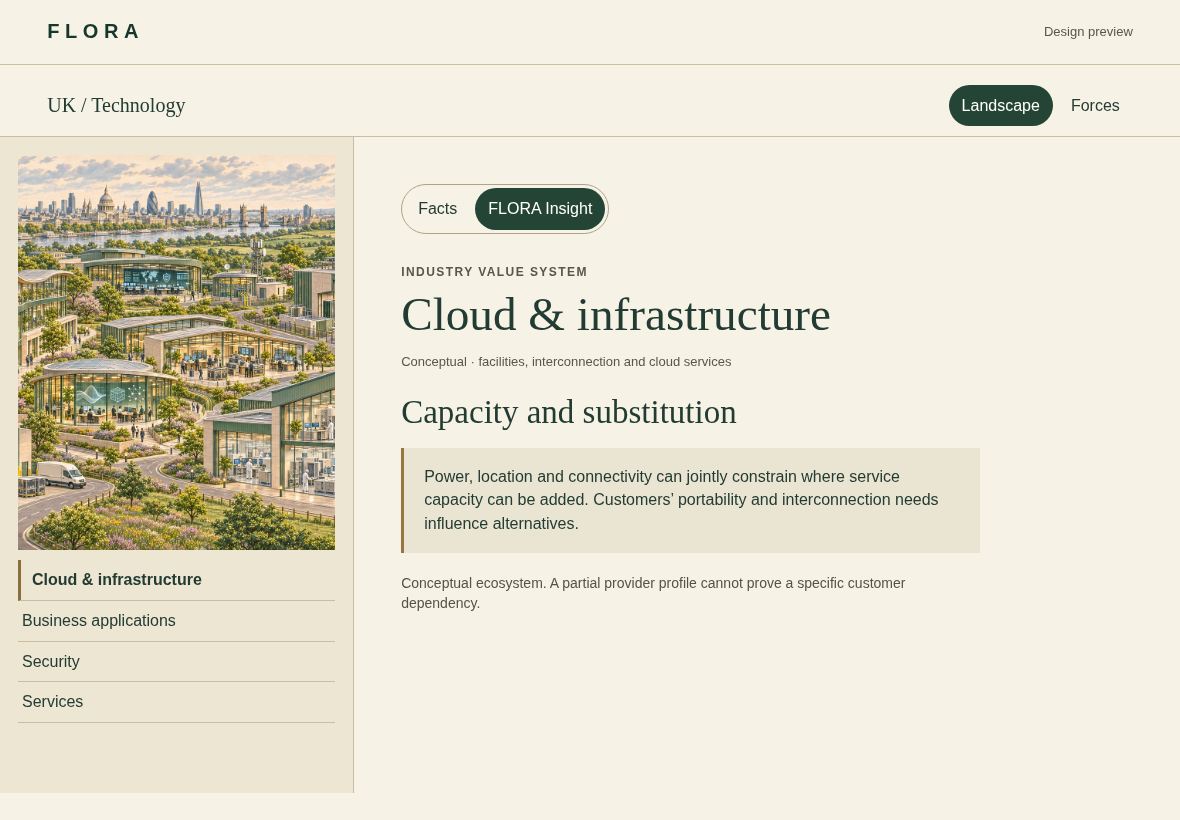 FLORA
Design preview
UK / Technology
Landscape
Forces
Facts
FLORA Insight
INDUSTRY VALUE SYSTEM
Cloud & infrastructure
Conceptual · facilities, interconnection and cloud services
Capacity and substitution
Power, location and connectivity can jointly constrain where service
capacity can be added. Customers’ portability and interconnection needs
influence alternatives.
Conceptual ecosystem. A partial provider profile cannot prove a specific customer
dependency.
Cloud & infrastructure
Business applications
Security
Services